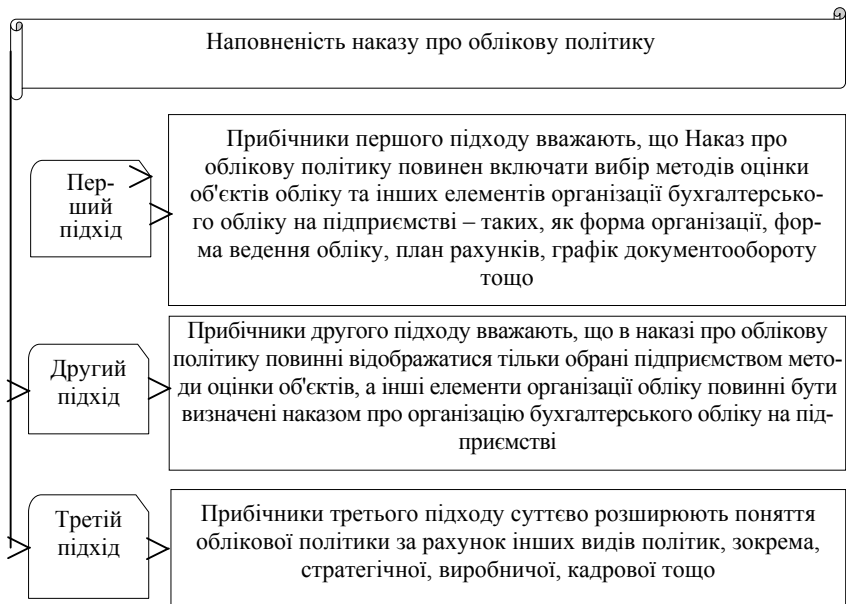 Наповненість наказу про облікову політику
Пер-
ший
підхід
Прибічники першого підходу вважають, що Наказ про
облікову політику повинен включати вибір методів оцінки
об'єктів обліку та інших елементів організації бухгалтерсько-
го обліку на підприємстві – таких, як форма організації, фор-
ма ведення обліку, план рахунків, графік документообороту
тощо
Другий
підхід
Прибічники другого підходу вважають, що в наказі про облікову
політику повинні відображатися тільки обрані підприємством мето-
ди оцінки об'єктів, а інші елементи організації обліку повинні бути
визначені наказом про організацію бухгалтерського обліку на під-
приємстві
Третій
підхід
Прибічники третього підходу суттєво розширюють поняття
облікової політики за рахунок інших видів політик, зокрема,
стратегічної, виробничої, кадрової тощо